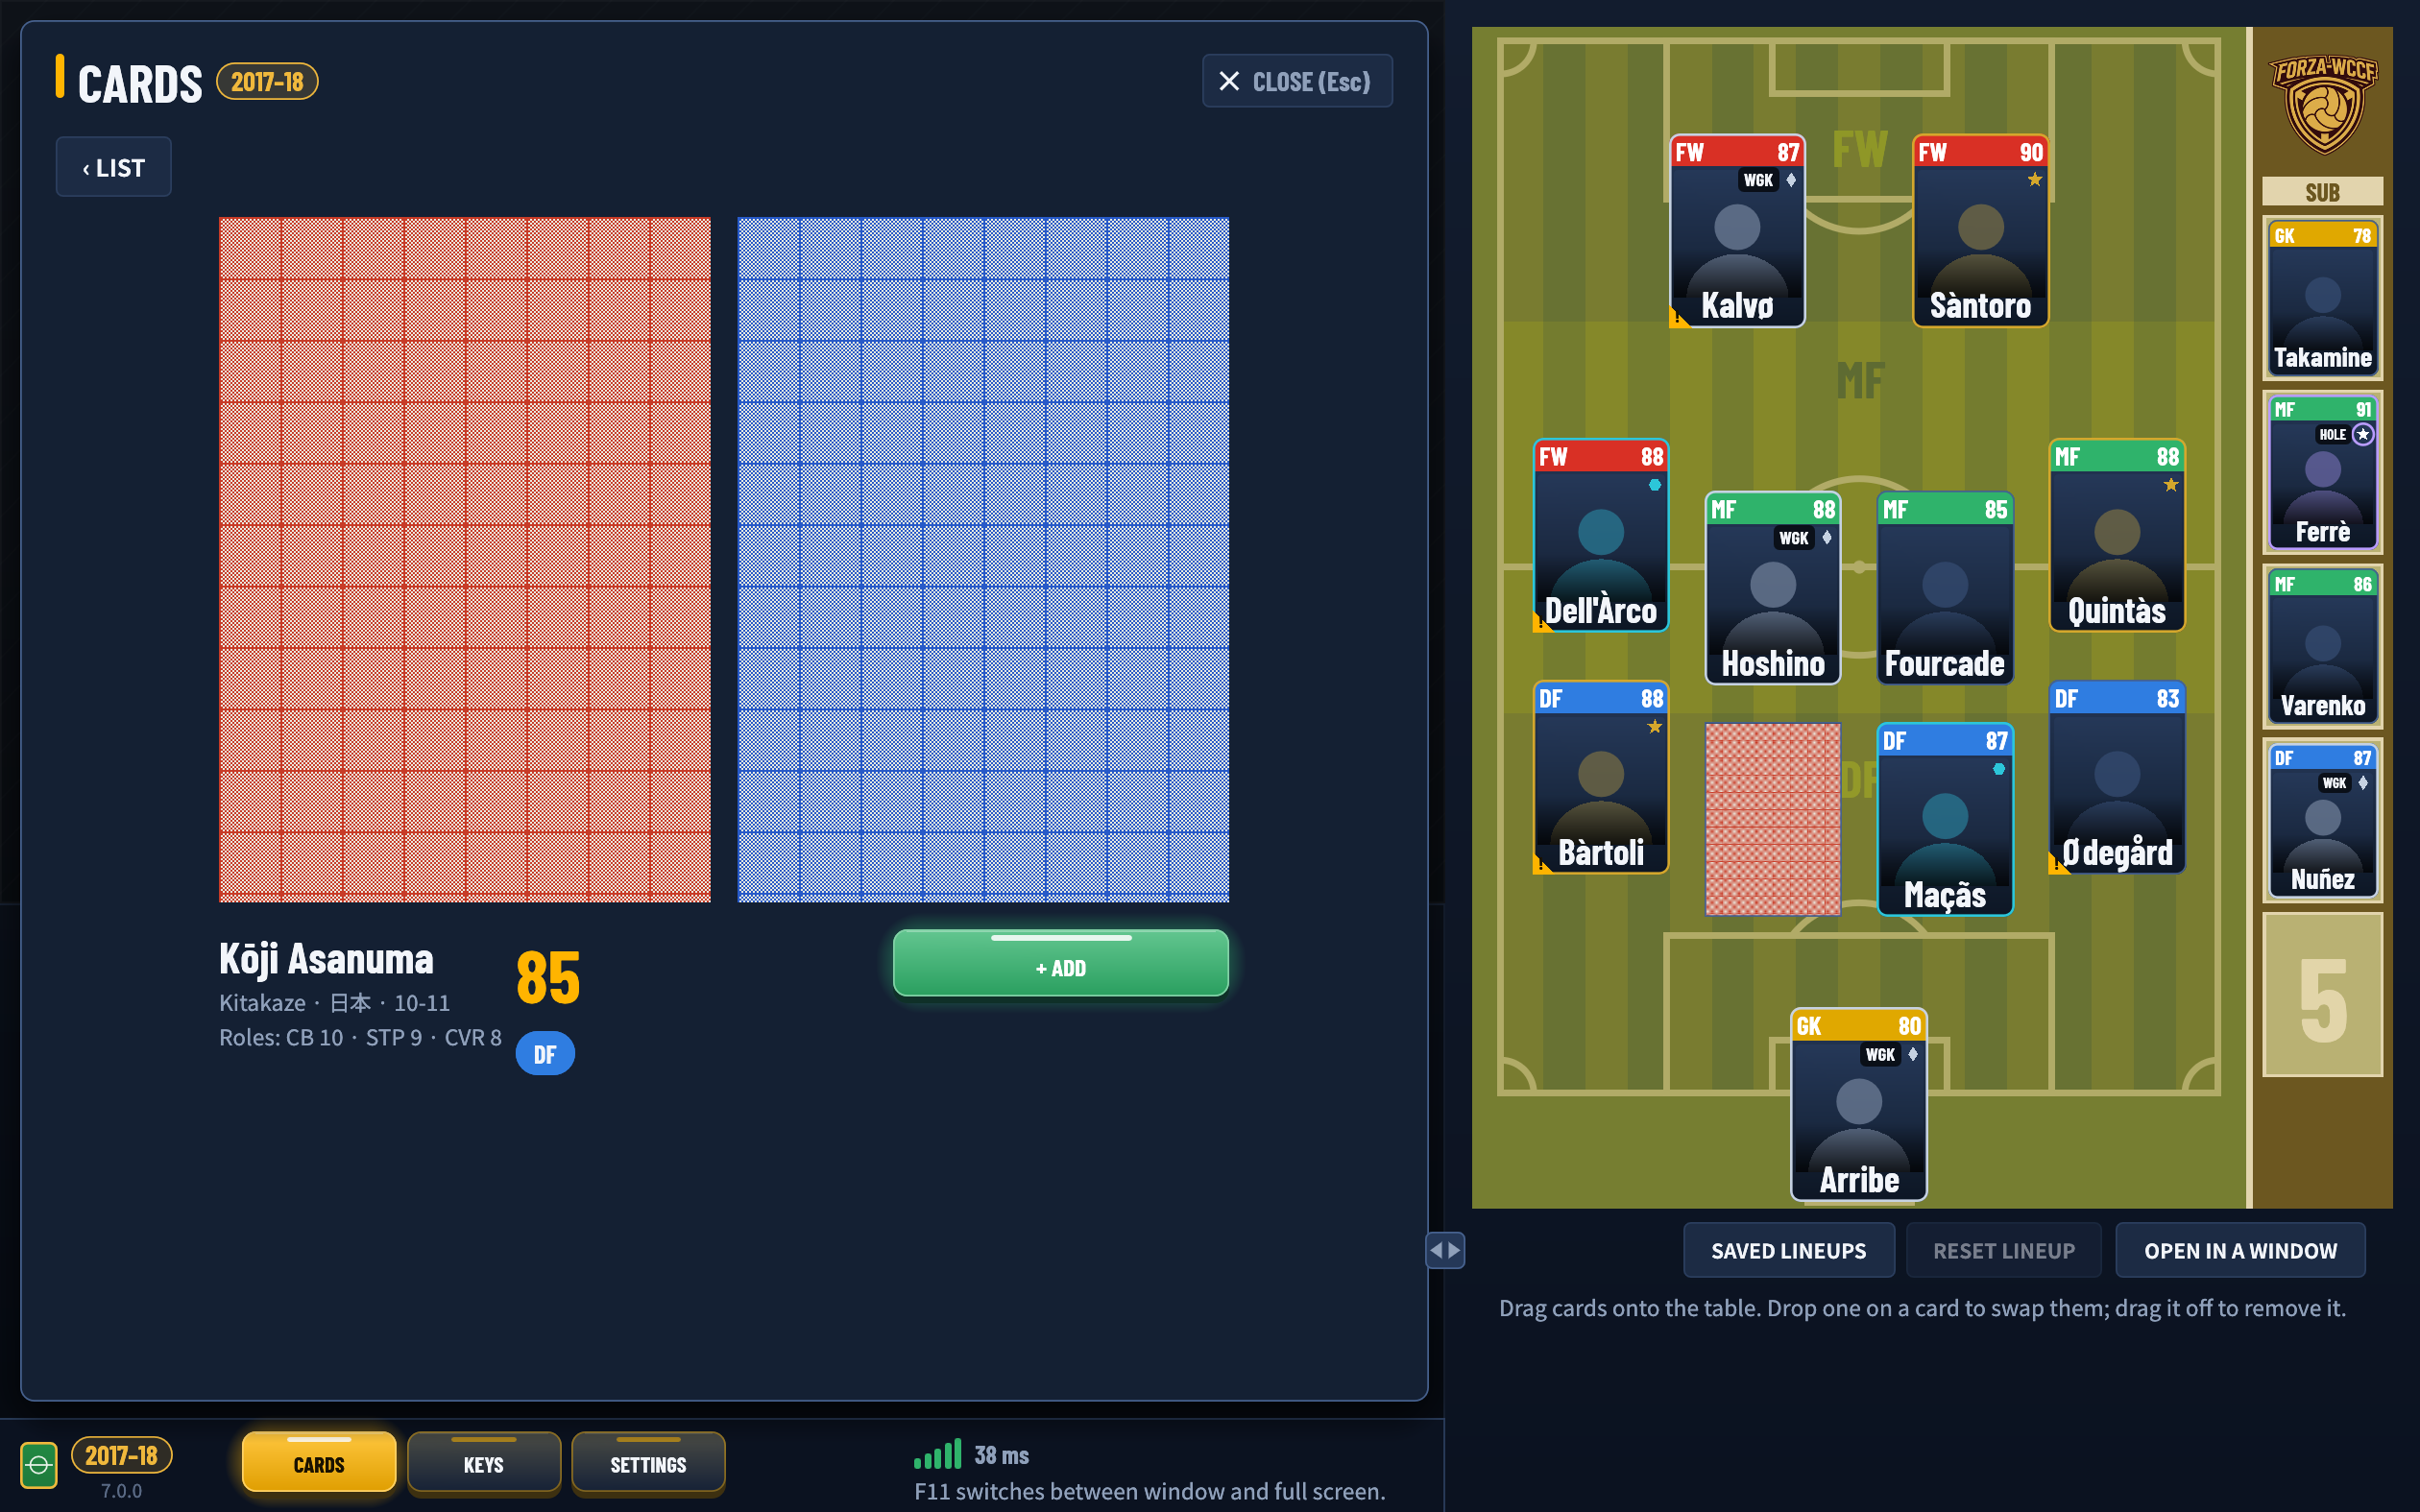 CARDS 2017-18
✕ CLOSE (Esc)
‹ LIST
Kōji Asanuma
Kitakaze · 日本 · 10-11
Roles: CB 10 · STP 9 · CVR 8
85
DF
+ ADD
2017-18
7.0.0
CARDS
KEYS
SETTINGS
38 ms
F11 switches between window and full screen.
FW
MF
DF
FW 87
WGK
Kalvø
FW 90
Sàntoro
FW 88
Dell'Àrco
MF 88
WGK
Hoshino
MF 85
Fourcade
MF 88
Quintàs
DF 88
Bàrtoli
DF 87
Maçãs
DF 83
Ødegård
GK 80
WGK
Arribe
FORZA-WCCF
SUB
GK 78
Takamine
MF 91
HOLE
Ferrè
MF 86
Varenko
DF 87
WGK
Nuñez
5
SAVED LINEUPS
RESET LINEUP
OPEN IN A WINDOW
Drag cards onto the table. Drop one on a card to swap them; drag it off to remove it.